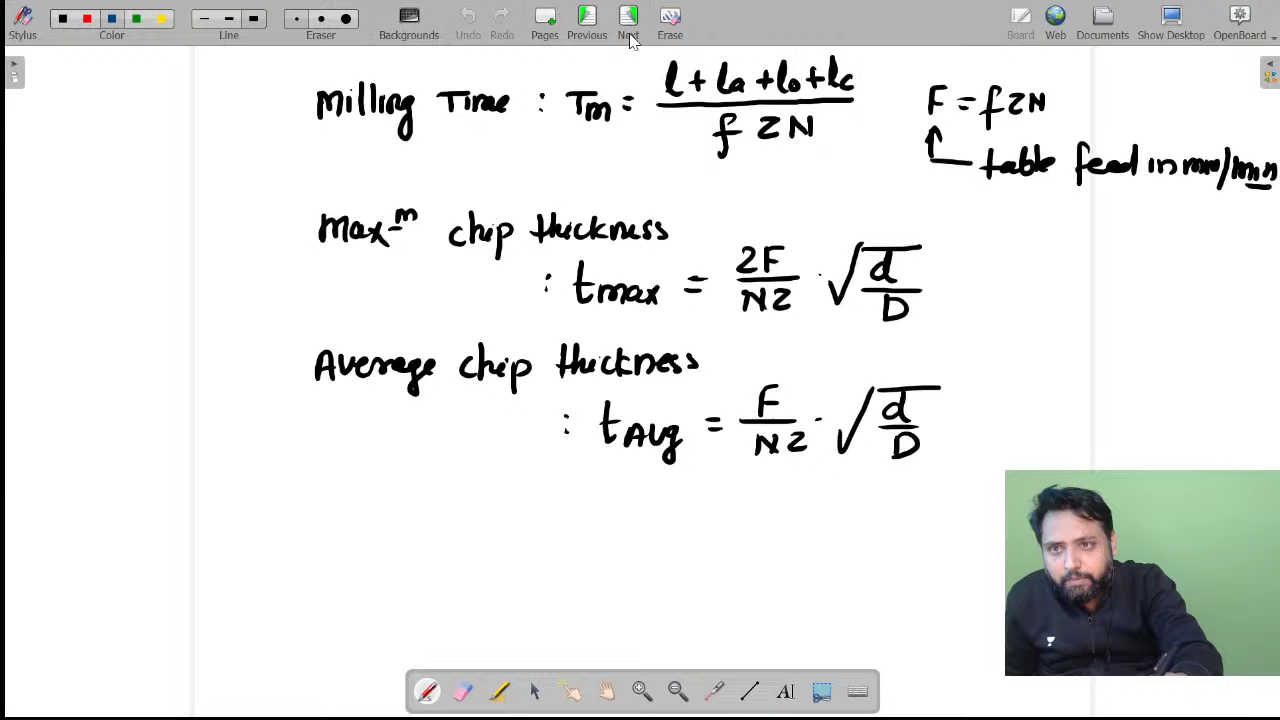 Stylus Color Line Eraser Backgrounds Undo Redo Pages Previous Next Erase Board Web Documents Show Desktop OpenBoard
Milling Time : Tm = l + la + lo + lc / f Z N
F = f Z N
table feed in mm/min
Max-m chip thickness
: tmax = 2F / NZ · √d / D
Average chip thickness
: tAvg = F / NZ · √d / D
AI